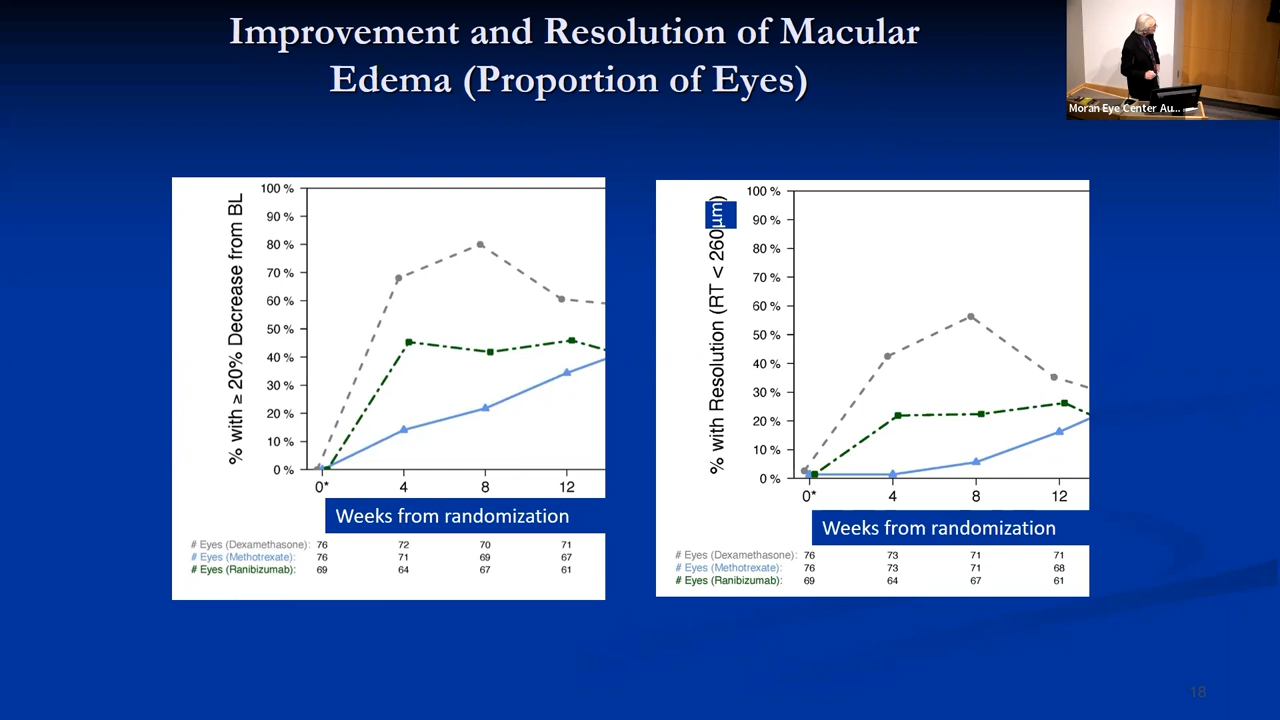 Improvement and Resolution of Macular
Edema (Proportion of Eyes)
Moran Eye Center Au...
% with ≥ 20% Decrease from BL
100 %
90 %
80 %
70 %
60 %
50 %
40 %
30 %
20 %
10 %
0 %
0* 4 8 12
Weeks from randomization
# Eyes (Dexamethasone): 76 72 70 71
# Eyes (Methotrexate): 76 71 69 67
# Eyes (Ranibizumab): 69 64 67 61
% with Resolution (RT < 260μm)
100 %
90 %
80 %
70 %
60 %
50 %
40 %
30 %
20 %
10 %
0 %
0* 4 8 12
Weeks from randomization
# Eyes (Dexamethasone): 76 73 71 71
# Eyes (Methotrexate): 76 73 71 68
# Eyes (Ranibizumab): 69 64 67 61
18